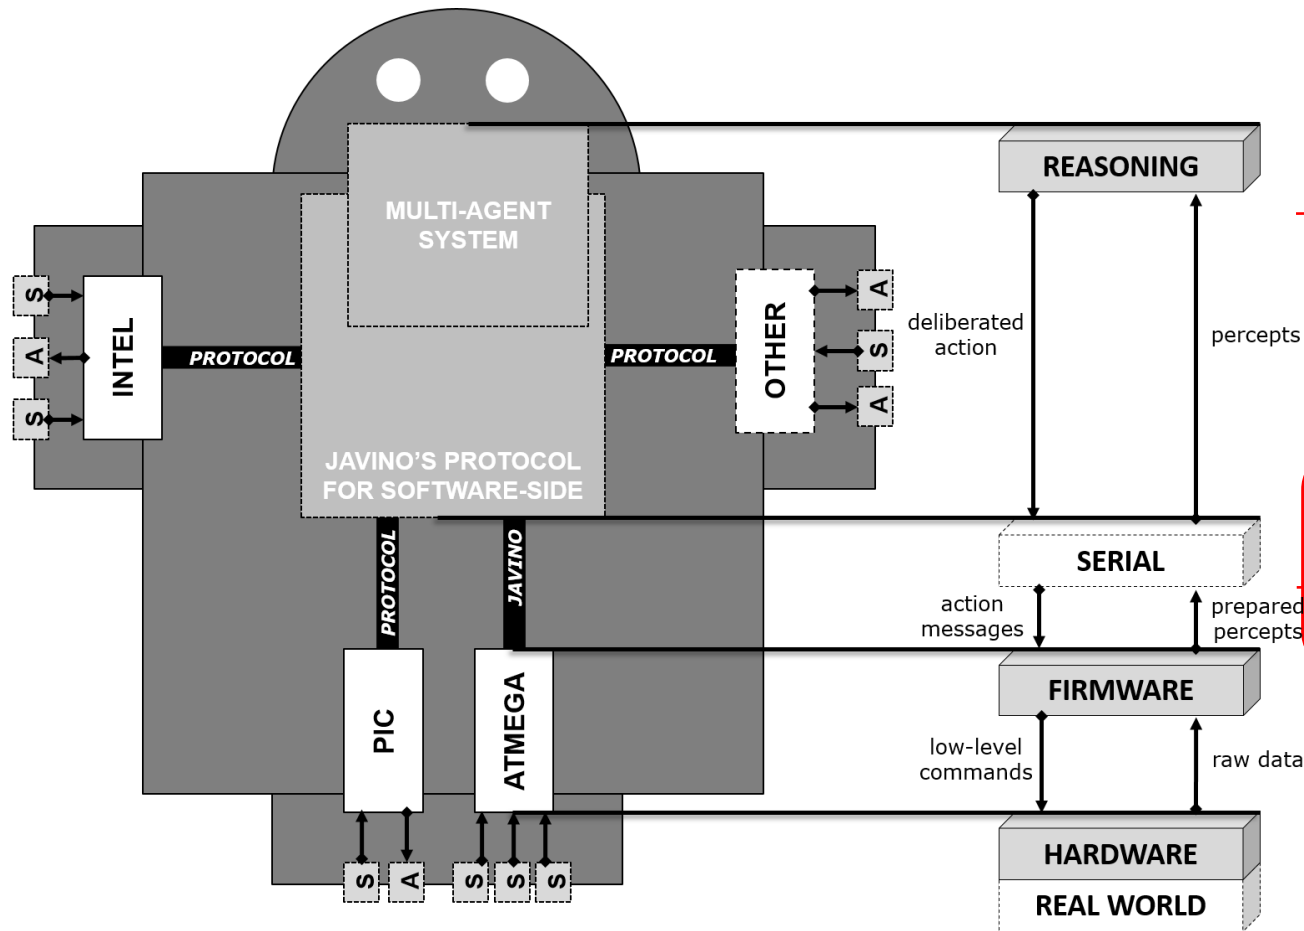 MULTI-AGENT
SYSTEM
JAVINO'S PROTOCOL
FOR SOFTWARE-SIDE
S
A
S
INTEL
PROTOCOL
PROTOCOL
OTHER
A
S
A
PROTOCOL
JAVINO
PIC
ATMEGA
S
A
S
S
S
REASONING
deliberated
action
percepts
SERIAL
action
messages
prepared
percepts
FIRMWARE
low-level
commands
raw data
HARDWARE
REAL WORLD